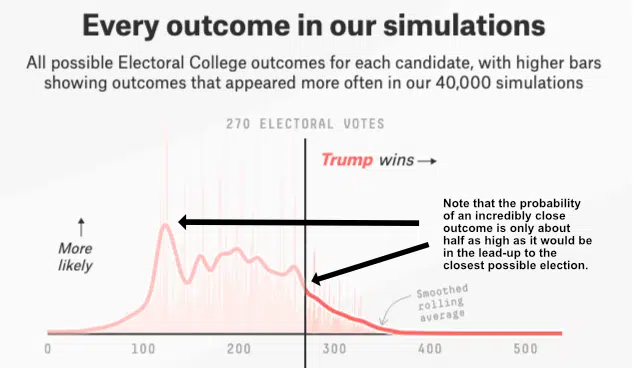 Every outcome in our simulations
All possible Electoral College outcomes for each candidate, with higher bars
showing outcomes that appeared more often in our 40,000 simulations
270 ELECTORAL VOTES
Trump wins →
Note that the probability
of an incredibly close
outcome is only about
half as high as it would be
in the lead-up to the
closest possible election.
↑
More
likely
Smoothed
rolling
average
0 100 200 300 400 500